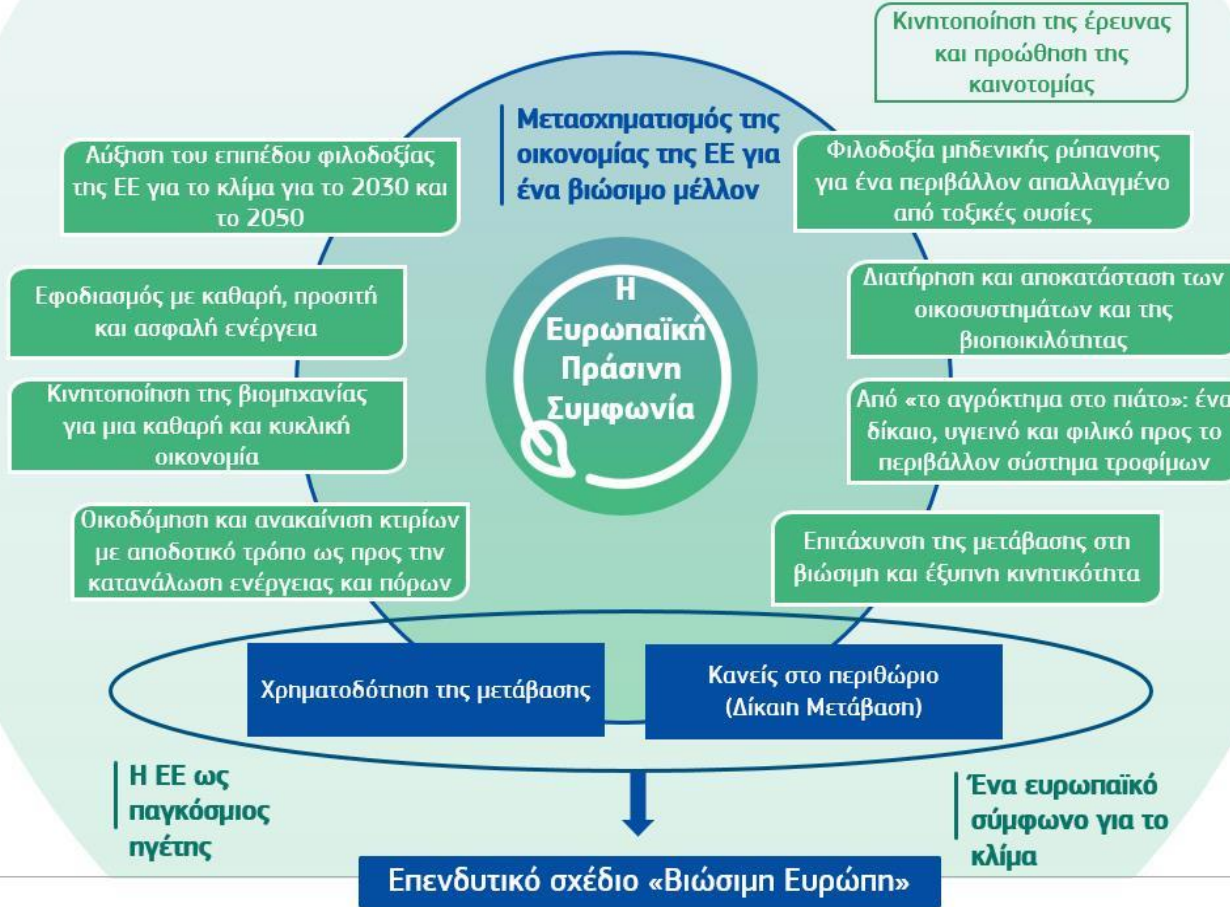 Κινητοποίηση της έρευνας
και προώθηση της
καινοτομίας
Μετασχηματισμός της
οικονομίας της ΕΕ για
ένα βιώσιμο μέλλον
Αύξηση του επιπέδου φιλοδοξίας
της ΕΕ για το κλίμα για το 2030 και
το 2050
Φιλοδοξία μηδενικής ρύπανσης
για ένα περιβάλλον απαλλαγμένο
από τοξικές ουσίες
Εφοδιασμός με καθαρή, προσιτή
και ασφαλή ενέργεια
Η
Ευρωπαϊκή
Πράσινη
Συμφωνία
Διατήρηση και αποκατάσταση των
οικοσυστημάτων και της
βιοποικιλότητας
Κινητοποίηση της βιομηχανίας
για μια καθαρή και κυκλική
οικονομία
Από «το αγρόκτημα στο πιάτο»: ένα
δίκαιο, υγιεινό και φιλικό προς το
περιβάλλον σύστημα τροφίμων
Οικοδόμηση και ανακαίνιση κτιρίων
με αποδοτικό τρόπο ως προς την
κατανάλωση ενέργειας και πόρων
Επιτάχυνση της μετάβασης στη
βιώσιμη και έξυπνη κινητικότητα
Χρηματοδότηση της μετάβασης
Κανείς στο περιθώριο
(Δίκαιη Μετάβαση)
Η ΕΕ ως
παγκόσμιος
ηγέτης
Ένα ευρωπαϊκό
σύμφωνο για το
κλίμα
Επενδυτικό σχέδιο «Βιώσιμη Ευρώπη»